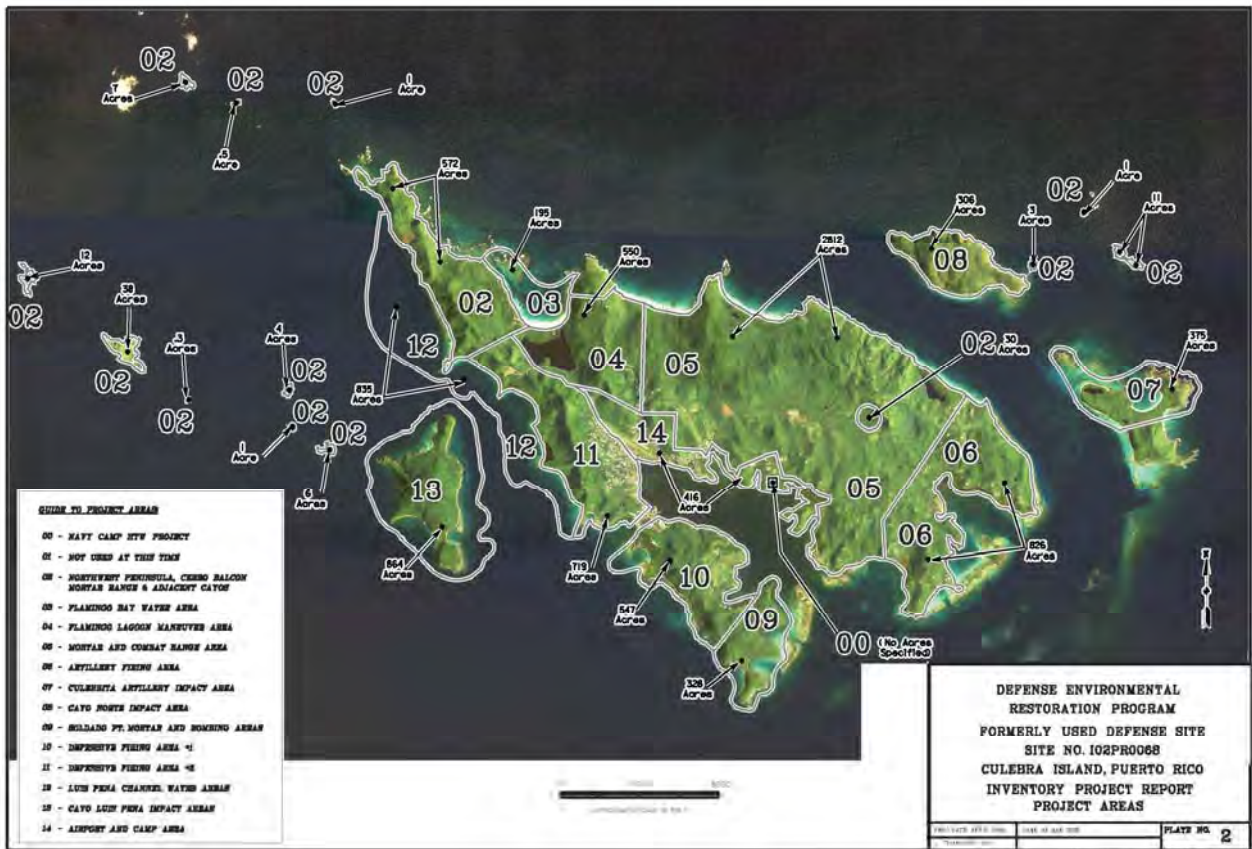 02
7
Acres
02
.5
Acre
02
1
Acre
572
Acres
195
Acres
550
Acres
2812
Acres
306
Acres
3
Acres
02
1
Acre
11
Acres
02
02
08
12
Acres
02
38
Acres
02
.3
Acres
02
4
Acres
02
02
1
Acre
02
6
Acres
12
835
Acres
02
03
04
05
02
30
Acres
375
Acres
07
12
11
14
13
06
05
06
416
Acres
826
Acres
664
Acres
719
Acres
10
547
Acres
09
328
Acres
00
(No Acres
Specified)
N
GUIDE TO PROJECT AREAS
00 - NAVY CAMP HTW PROJECT
01 - NOT USED AT THIS TIME
02 - NORTHWEST PENINSULA, CERRO BALCON
MORTAR RANGE & ADJACENT CAYOS
03 - FLAMINGO BAY WATER AREA
04 - FLAMINGO LAGOON MANEUVER AREA
05 - MORTAR AND COMBAT RANGE AREA
06 - ARTILLERY FIRING AREA
07 - CULEBRITA ARTILLERY IMPACT AREA
08 - CAYO NORTE IMPACT AREA
09 - SOLDADO PT. MORTAR AND BOMBING AREAS
10 - DEFENSIVE FIRING AREA #1
11 - DEFENSIVE FIRING AREA #2
12 - LUIS PENA CHANNEL WATER AREAS
13 - CAYO LUIS PENA IMPACT AREAS
14 - AIRPORT AND CAMP AREA
DEFENSE ENVIRONMENTAL
RESTORATION PROGRAM
FORMERLY USED DEFENSE SITE
SITE NO. I02PR0068
CULEBRA ISLAND, PUERTO RICO
INVENTORY PROJECT REPORT
PROJECT AREAS
PLATE NO. 2